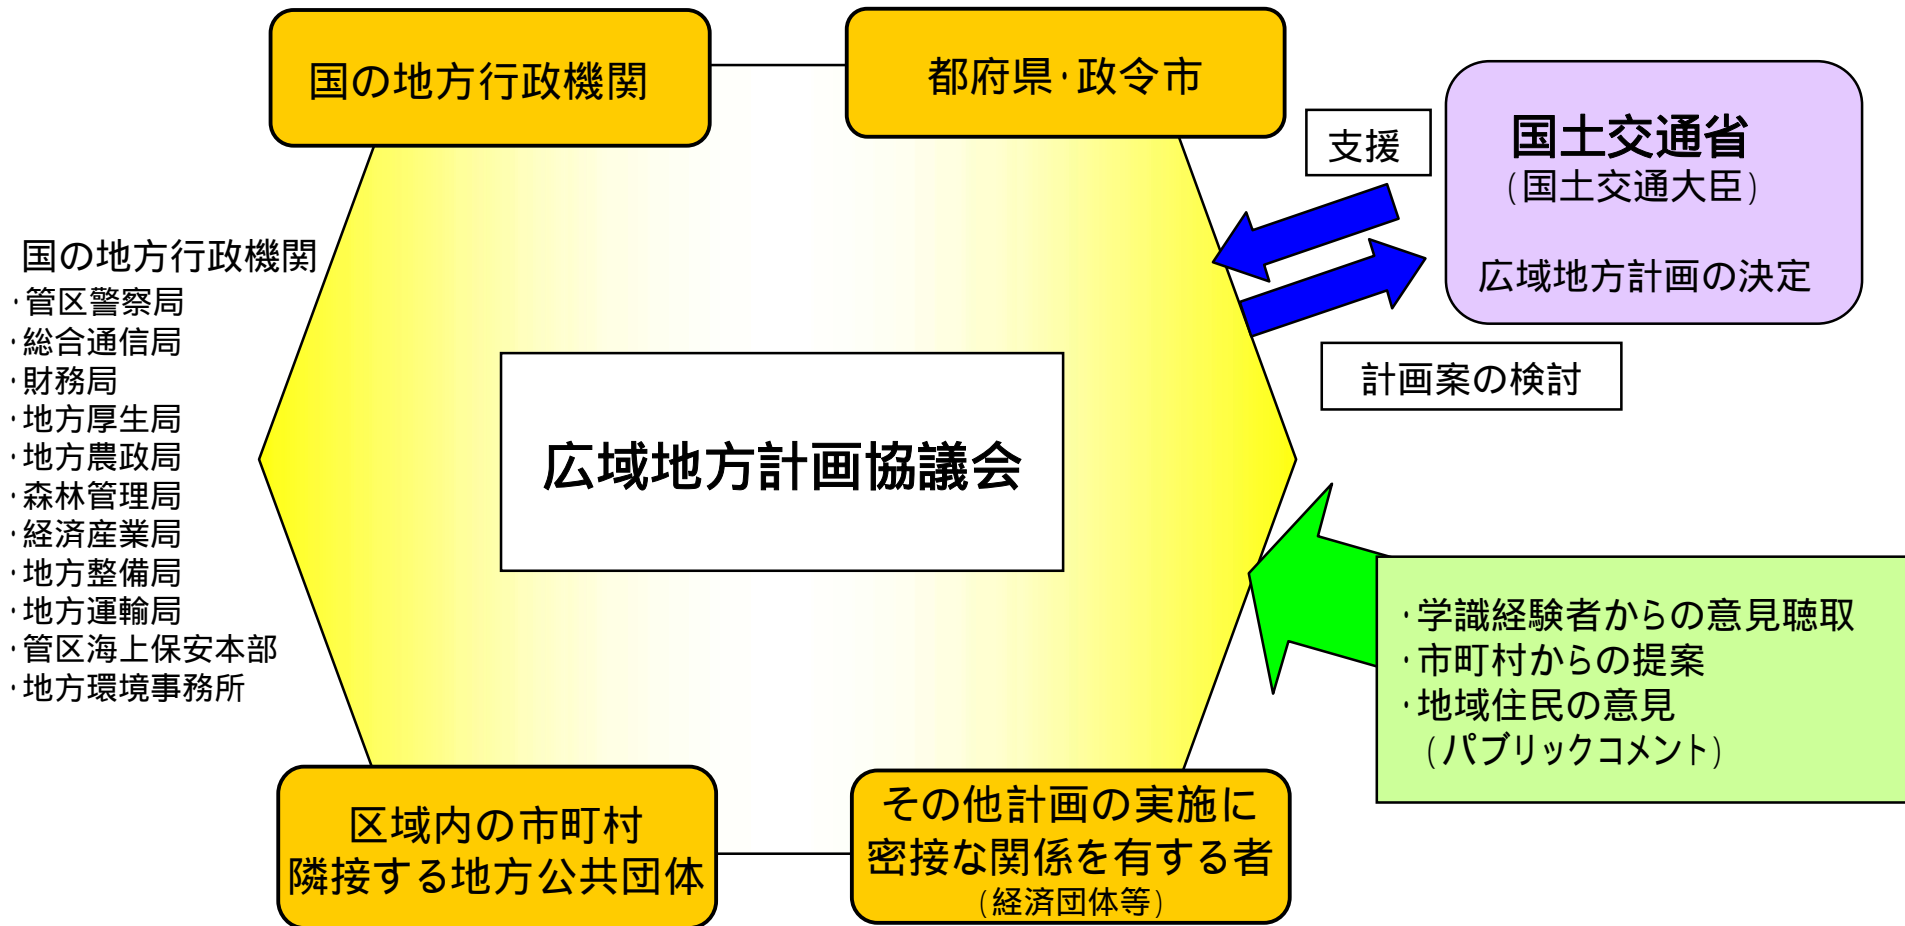 国の地方行政機関
都府県・政令市
支援
国土交通省
(国土交通大臣)
広域地方計画の決定
計画案の検討
国の地方行政機関
・管区警察局
・総合通信局
・財務局
・地方厚生局
・地方農政局
・森林管理局
・経済産業局
・地方整備局
・地方運輸局
・管区海上保安本部
・地方環境事務所
広域地方計画協議会
・学識経験者からの意見聴取
・市町村からの提案
・地域住民の意見
(パブリックコメント)
区域内の市町村
隣接する地方公共団体
その他計画の実施に
密接な関係を有する者
(経済団体等)